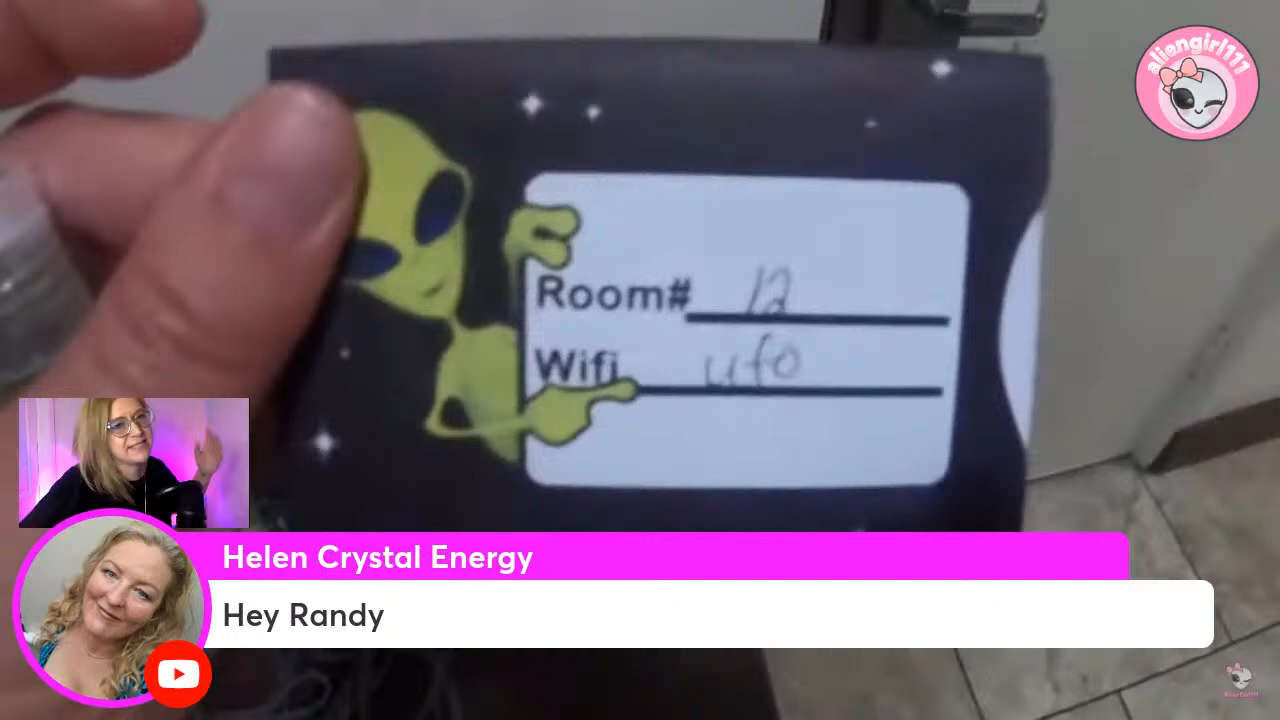 aliengirl111
Room# 12
Wifi ufo
Helen Crystal Energy
Hey Randy